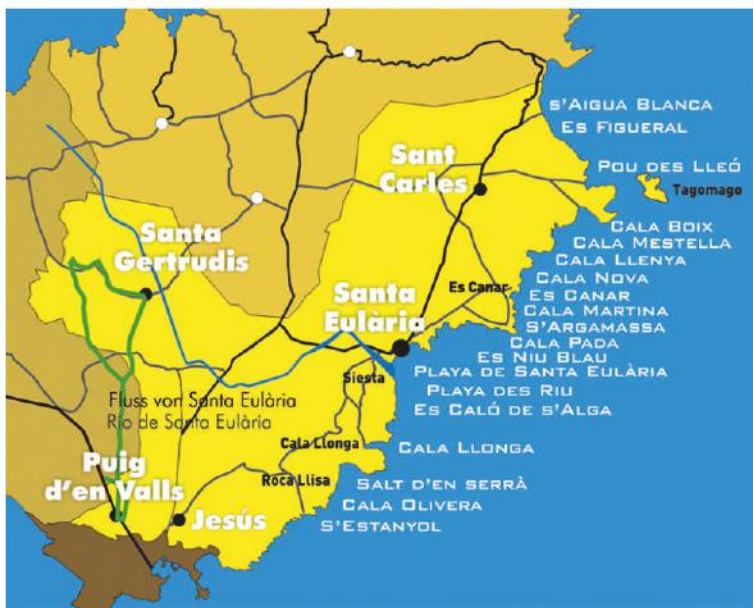 s'Aigua Blanca
Es Figueral
Sant
Carles
Pou des Lleó
Tagomago
Cala Boix
Cala Mestella
Cala Llenya
Santa
Gertrudis
Cala Nova
Santa
Eulària
Es Canar
Es Canar
Cala Martina
S'Argamassa
Cala Pada
Es Niu Blau
Playa de Santa Eulària
Siesta
Playa des Riu
Es Caló de s'Alga
Fluss von Santa Eulària
Río de Santa Eulària
Cala Llonga
Cala Llonga
Puig
d'en Valls
Roca Llisa
Salt d'en Serrà
Cala Olivera
Jesús
S'Estanyol